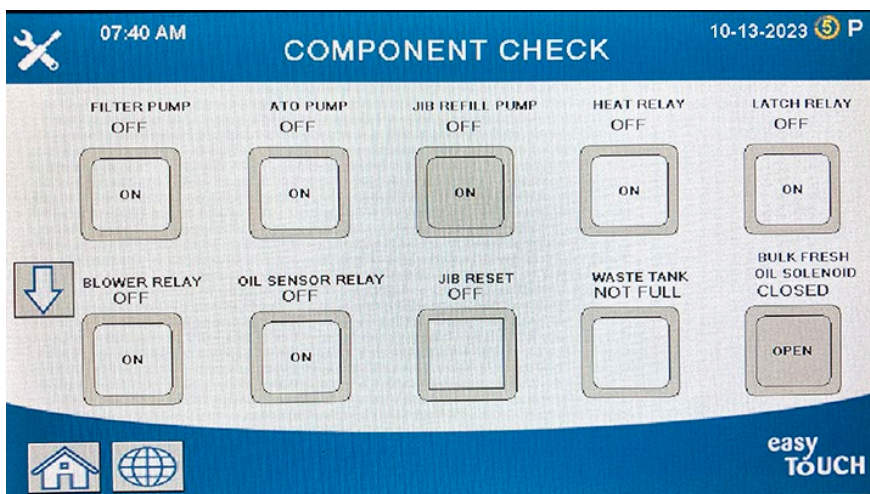 07:40 AM
COMPONENT CHECK
10-13-2023 5 P
FILTER PUMP
OFF
ON
ATO PUMP
OFF
ON
JIB REFILL PUMP
OFF
ON
HEAT RELAY
OFF
ON
LATCH RELAY
OFF
ON
BLOWER RELAY
OFF
ON
OIL SENSOR RELAY
OFF
ON
JIB RESET
OFF
WASTE TANK
NOT FULL
BULK FRESH
OIL SOLENOID
CLOSED
OPEN
easy
TOUCH